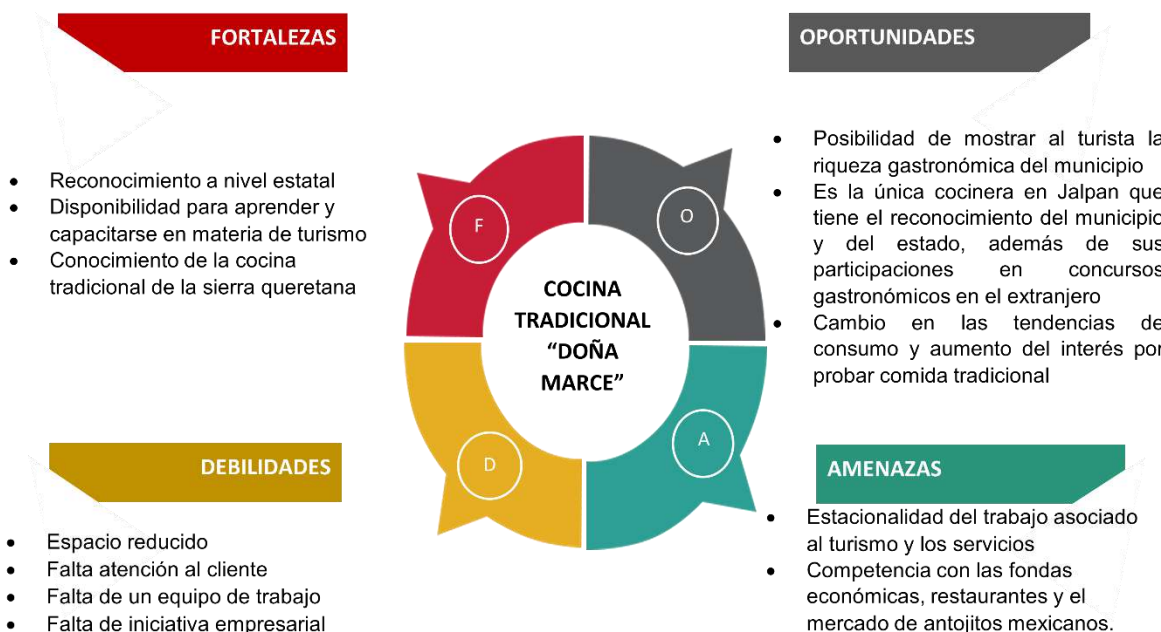 FORTALEZAS
• Reconocimiento a nivel estatal
• Disponibilidad para aprender y
capacitarse en materia de turismo
• Conocimiento de la cocina
tradicional de la sierra queretana
OPORTUNIDADES
• Posibilidad de mostrar al turista la
riqueza gastronómica del municipio
• Es la única cocinera en Jalpan que
tiene el reconocimiento del municipio
y del estado, además de sus
participaciones en concursos
gastronómicos en el extranjero
• Cambio en las tendencias de
consumo y aumento del interés por
probar comida tradicional
F
O
COCINA
TRADICIONAL
“DOÑA
MARCE”
D
A
DEBILIDADES
• Espacio reducido
• Falta atención al cliente
• Falta de un equipo de trabajo
• Falta de iniciativa empresarial
AMENAZAS
• Estacionalidad del trabajo asociado
al turismo y los servicios
• Competencia con las fondas
económicas, restaurantes y el
mercado de antojitos mexicanos.